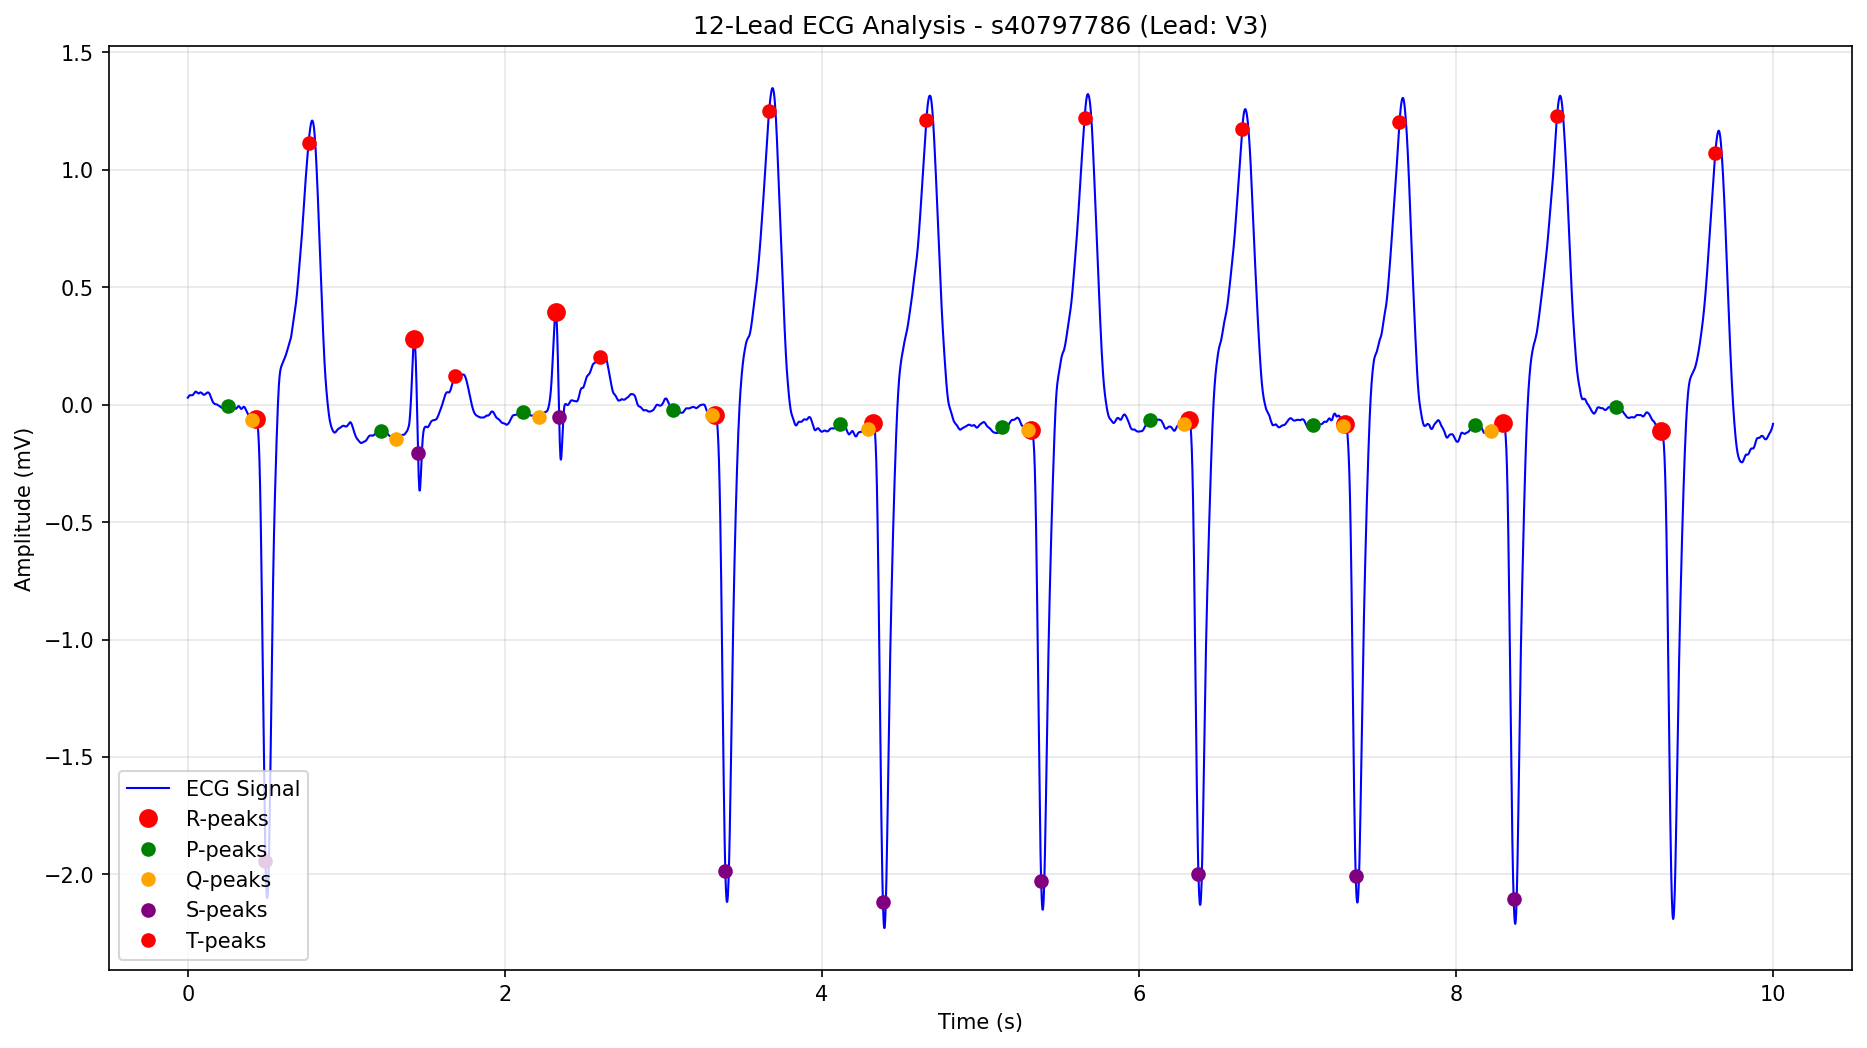 12-Lead ECG Analysis - s40797786 (Lead: V3)
1.5
1.0
0.5
0.0
−0.5
−1.0
−1.5
−2.0
Amplitude (mV)
ECG Signal
R-peaks
P-peaks
Q-peaks
S-peaks
T-peaks
0 2 4 6 8 10
Time (s)